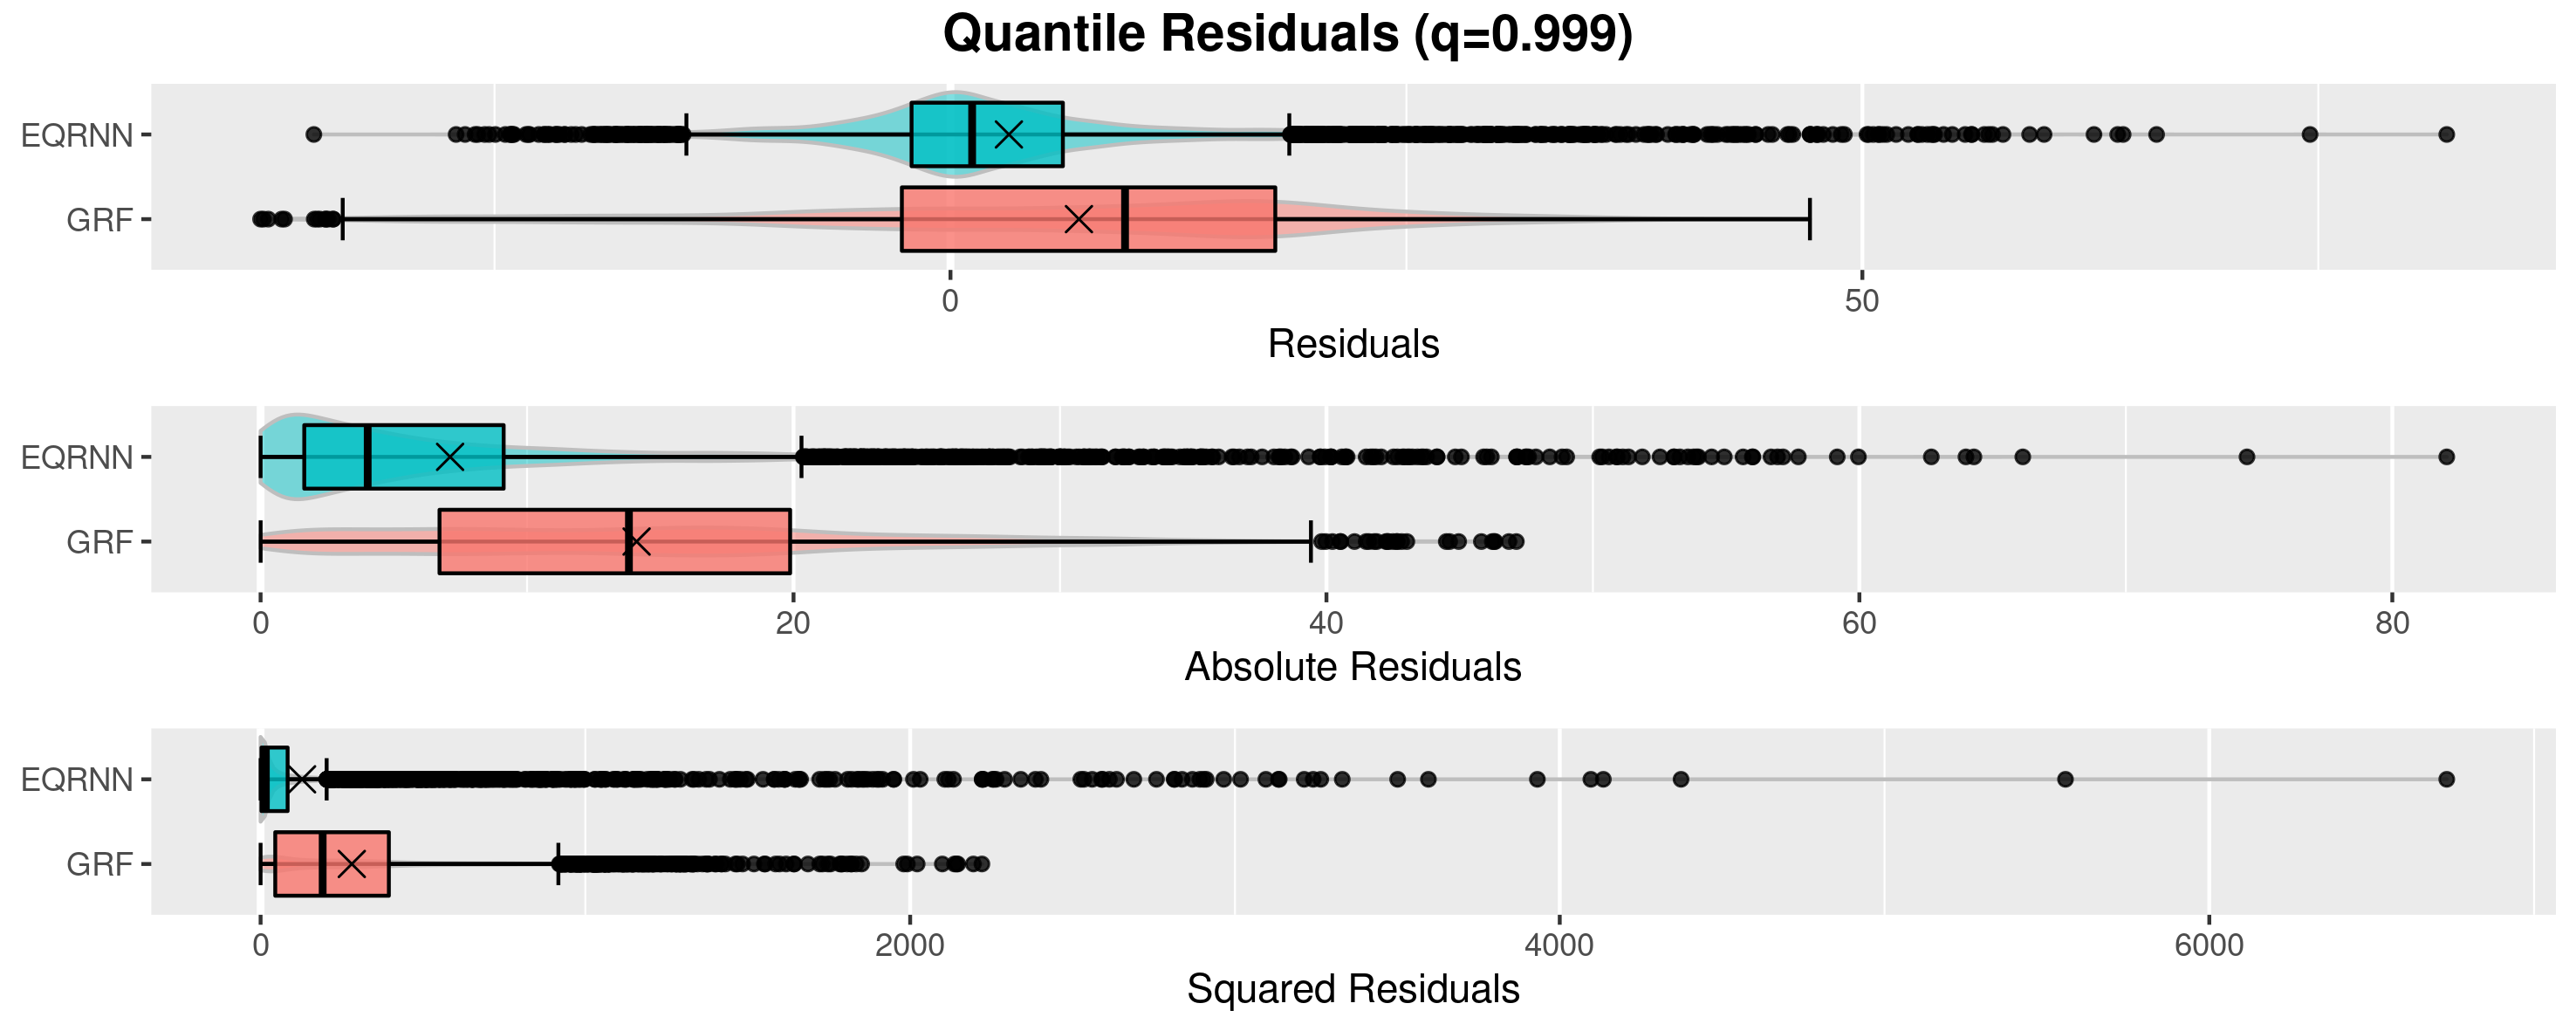 Quantile Residuals (q=0.999)
EQRNN
GRF
0 50
Residuals
EQRNN
GRF
0 20 40 60 80
Absolute Residuals
EQRNN
GRF
0 2000 4000 6000
Squared Residuals